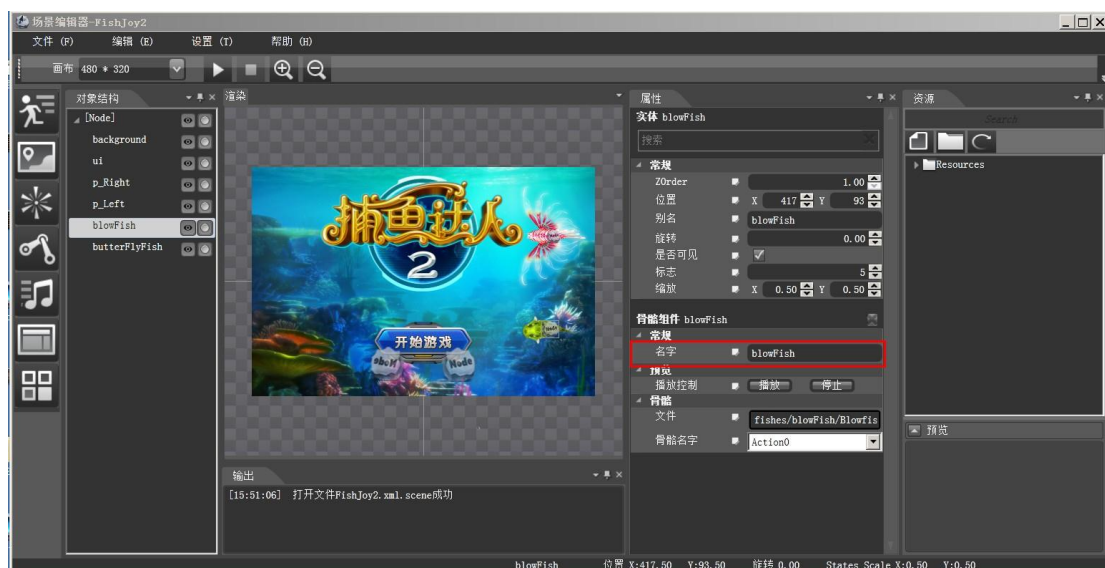 场景编辑器-FishJoy2
文件 (F) 编辑 (E) 设置 (T) 帮助 (H)
画布 480 * 320
对象结构
[Node]
background
ui
p_Right
p_Left
blowFish
butterFlyFish
渲染
捕鱼达人
2
开始游戏
Node
输出
[15:51:06] 打开文件FishJoy2.xml.scene成功
属性
实体 blowFish
搜索
常规
ZOrder 1.00
位置 X 417 Y 93
别名 blowFish
旋转 0.00
是否可见
标志 5
缩放 X 0.50 Y 0.50
骨骼组件 blowFish
常规
名字 blowFish
预览
播放控制 播放 停止
骨骼
文件 fishes/blowFish/Blowfis
骨骼名字 Action0
资源
Search
Resources
预览
blowFish 位置 X:417.50 Y:93.50 旋转 0.00 States Scale X:0.50 Y:0.50